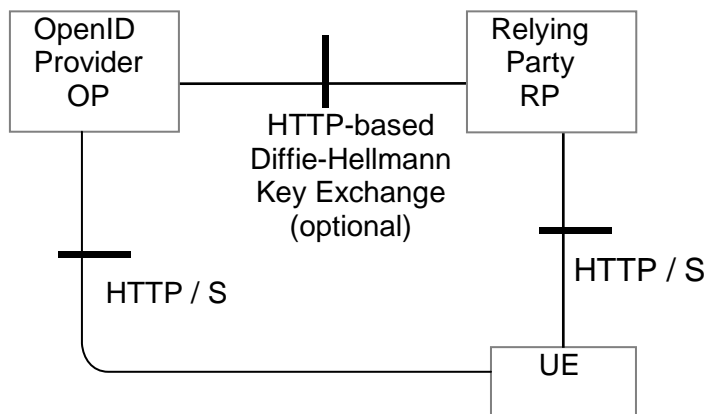 OpenID
Provider
OP
Relying
Party
RP
HTTP-based
Diffie-Hellmann
Key Exchange
(optional)
HTTP / S
HTTP / S
UE